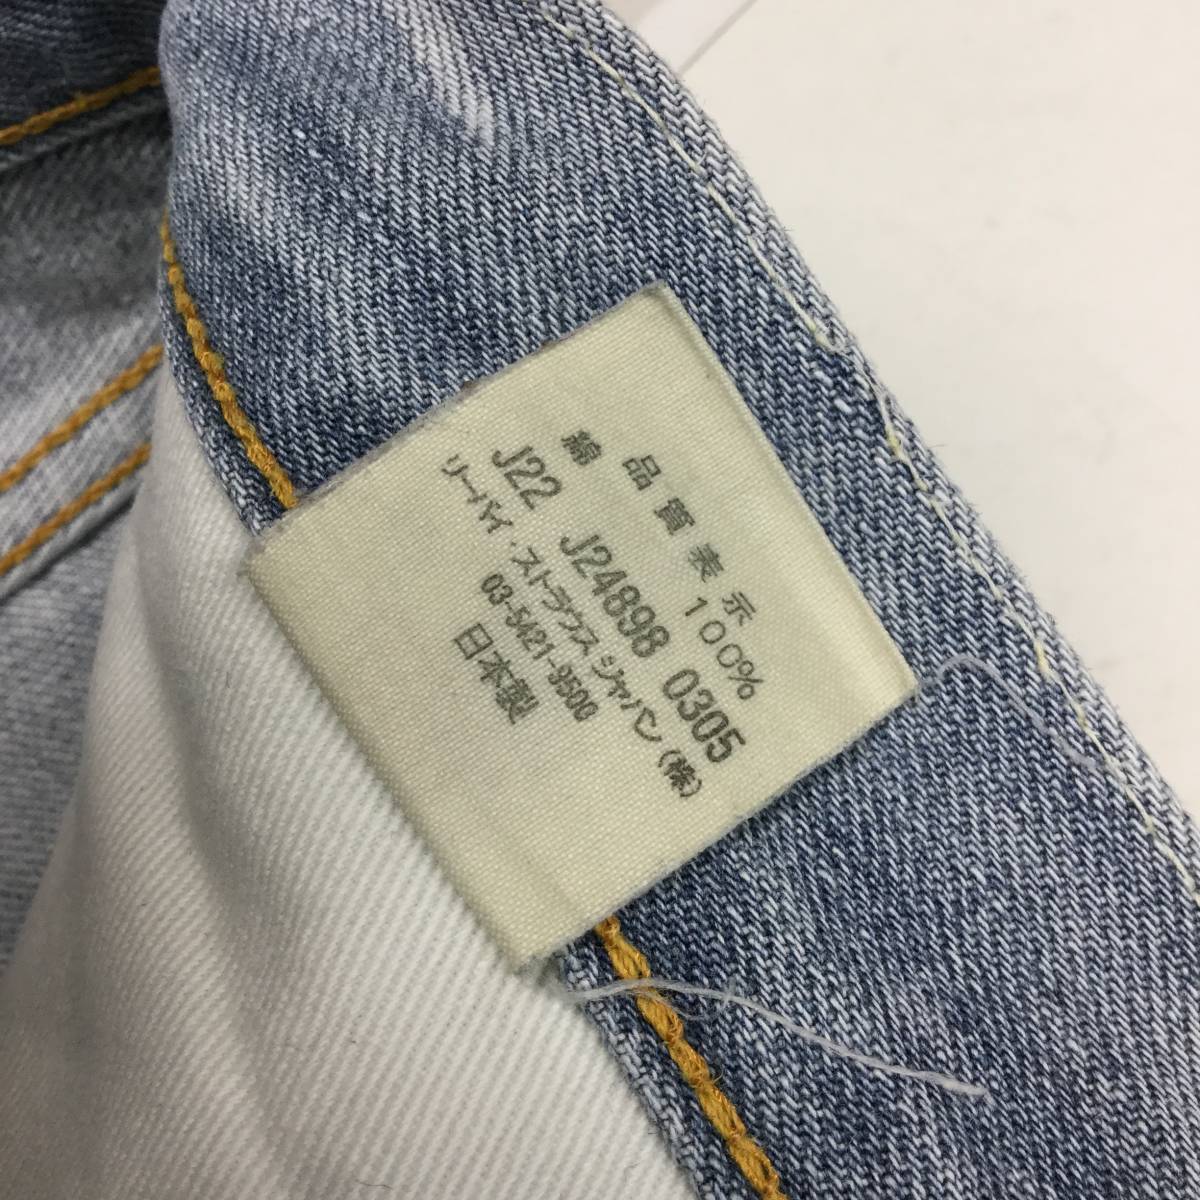 品質表示
綿 100%
J22 J24898 0305
リーバイ・ストラウス ジャパン(株)
03-5421-9500
日本製